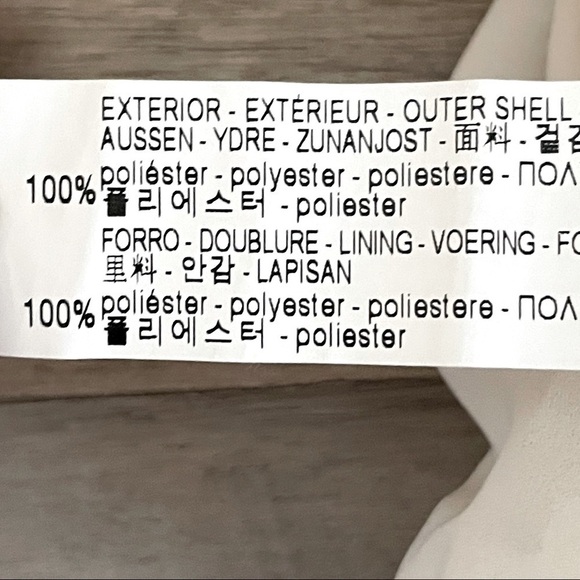 EXTERIOR - EXTÉRIEUR - OUTER SHELL
AUSSEN - YDRE - ZUNANJOST - 面料 - 겉감
100% poliéster - polyester - poliestere - ΠΟΛ
폴리에스터 - poliester
FORRO - DOUBLURE - LINING - VOERING - FO
里料 - 안감 - LAPISAN
100% poliéster - polyester - poliestere - ΠΟΛ
폴리에스터 - poliester